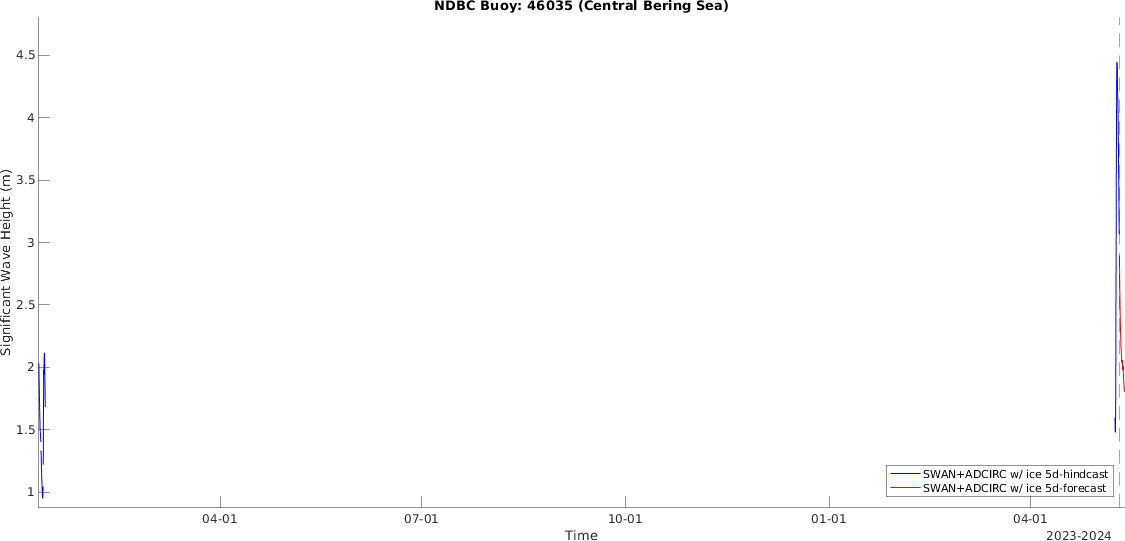 NDBC Buoy: 46035 (Central Bering Sea)
4.5
4
3.5
3
2.5
2
1.5
1
Significant Wave Height (m)
04-01
07-01
10-01
01-01
04-01
Time
2023-2024
SWAN+ADCIRC w/ ice 5d-hindcast
SWAN+ADCIRC w/ ice 5d-forecast